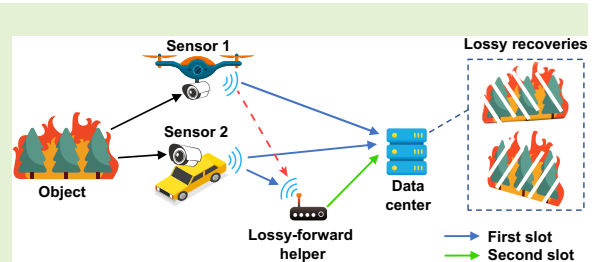 Sensor 1
Lossy recoveries
Sensor 2
Object
Data
center
Lossy-forward
helper
First slot
Second slot